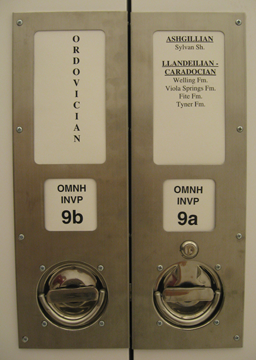 ORDOVICIAN
OMNH
INVP
9b
ASHGILLIAN
Sylvan Sh.
LLANDEILIAN -
CARADOCIAN
Welling Fm.
Viola Springs Fm.
Fite Fm.
Tyner Fm.
OMNH
INVP
9a